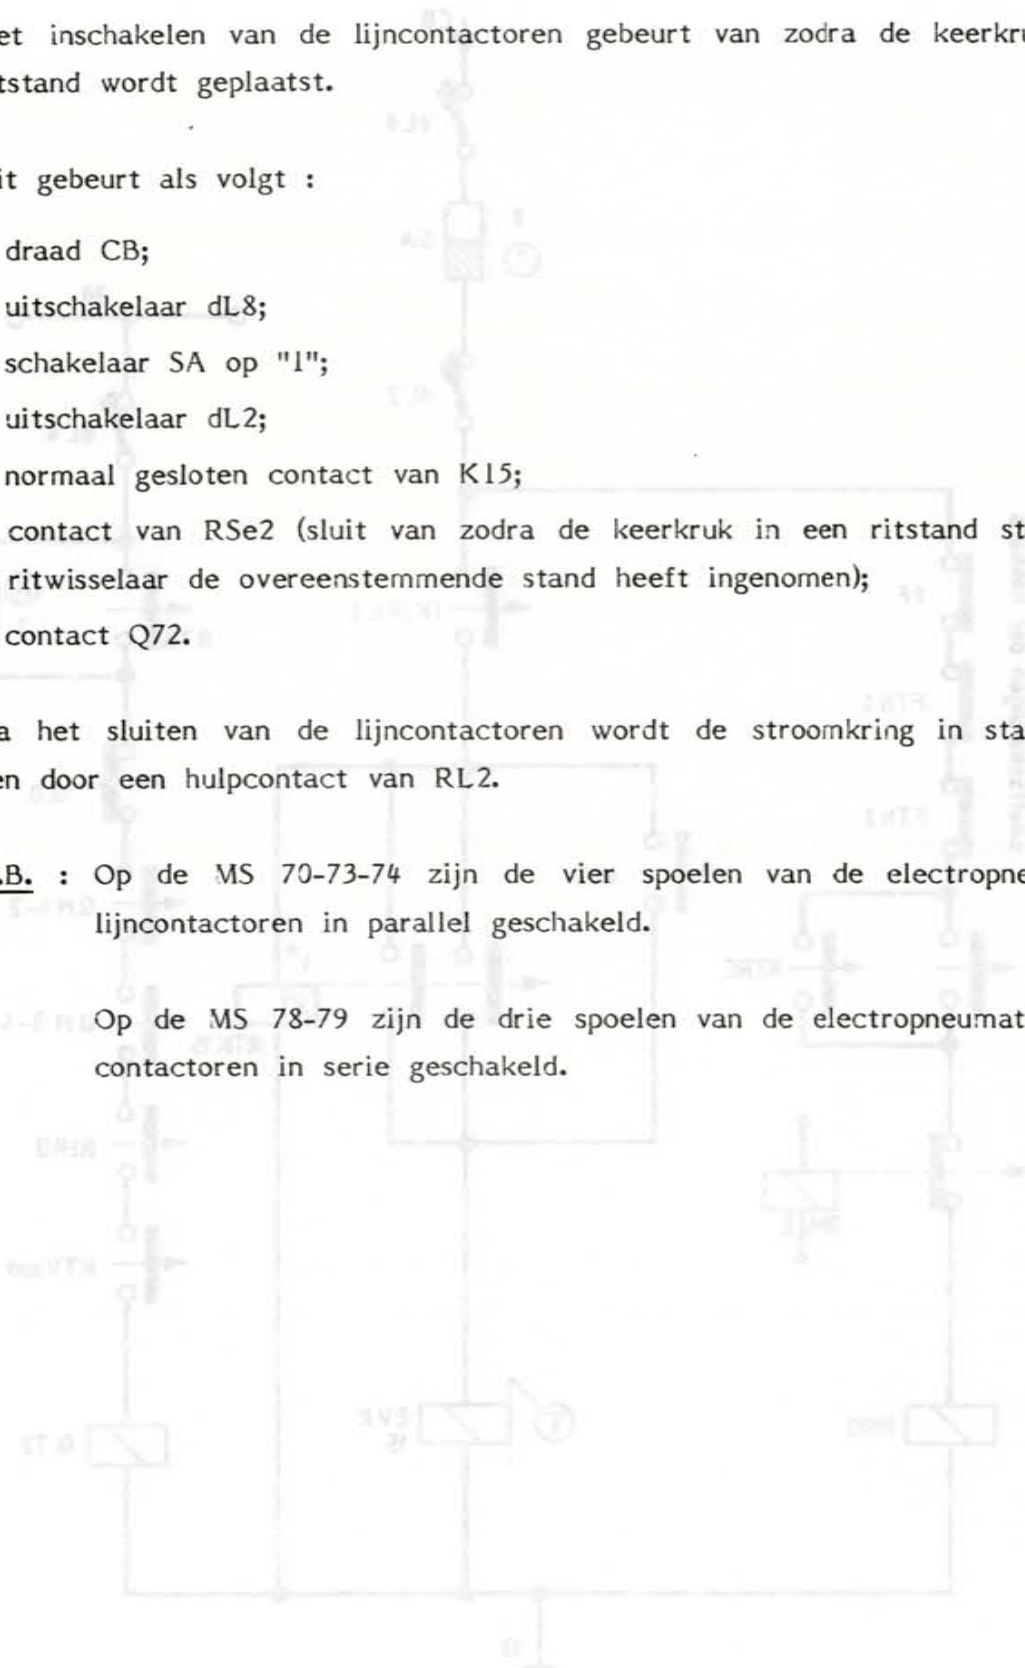 et inschakelen van de lijncontactoren gebeurt van zodra de keerkru
tstand wordt geplaatst.
it gebeurt als volgt :
draad CB;
uitschakelaar dL8;
schakelaar SA op "1";
uitschakelaar dL2;
normaal gesloten contact van K15;
contact van RSe2 (sluit van zodra de keerkruk in een ritstand st
ritwisselaar de overeenstemmende stand heeft ingenomen);
contact Q72.
a het sluiten van de lijncontactoren wordt de stroomkring in sta
en door een hulpcontact van RL2.
.B. : Op de MS 70-73-74 zijn de vier spoelen van de electropne
lijncontactoren in parallel geschakeld.
Op de MS 78-79 zijn de drie spoelen van de electropneumat
contactoren in serie geschakeld.